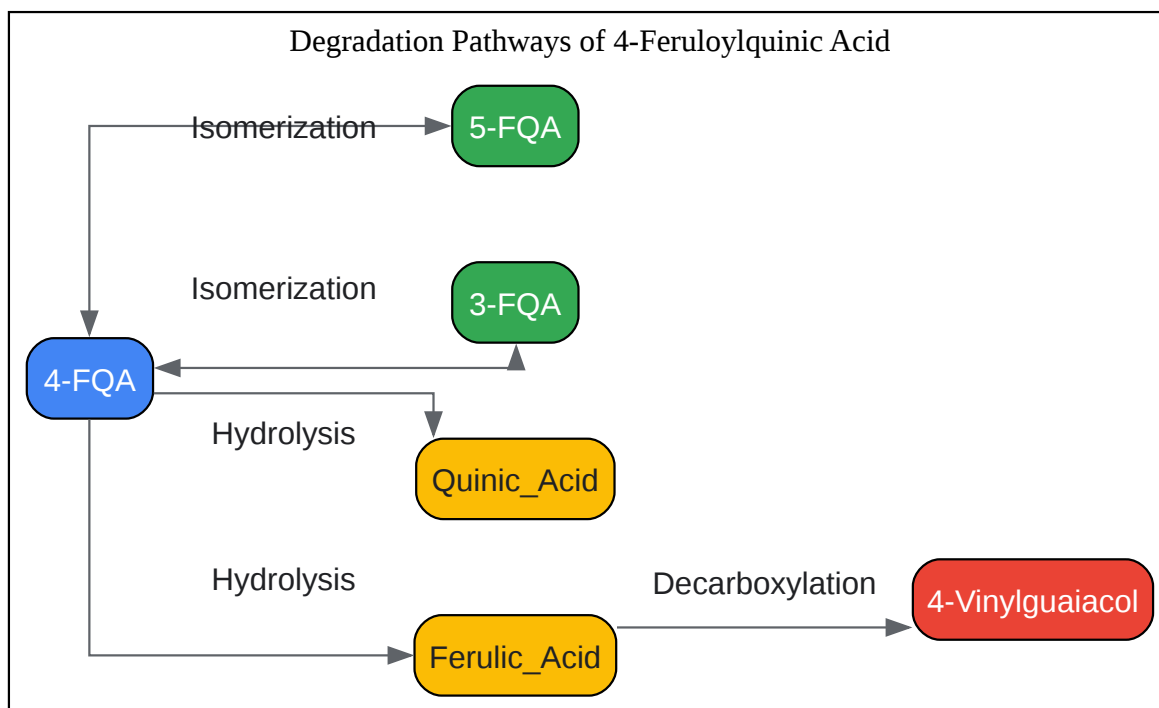 Degradation Pathways of 4-Feruloylquinic Acid
Isomerization
5-FQA
Isomerization
3-FQA
4-FQA
Hydrolysis
Quinic_Acid
Hydrolysis
Decarboxylation
4-Vinylguaiacol
Ferulic_Acid